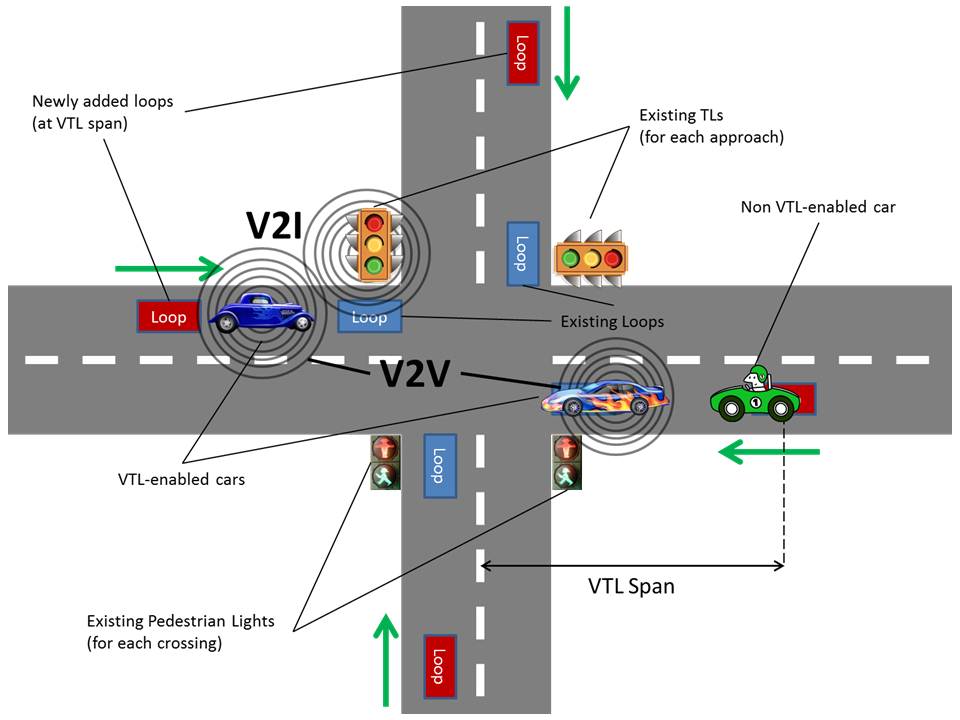 Loop
Newly added loops
(at VTL span)
Existing TLs
(for each approach)
V2I
Non VTL-enabled car
Loop
Loop
Loop
Existing Loops
V2V
1
VTL-enabled cars
Loop
VTL Span
Existing Pedestrian Lights
(for each crossing)
Loop